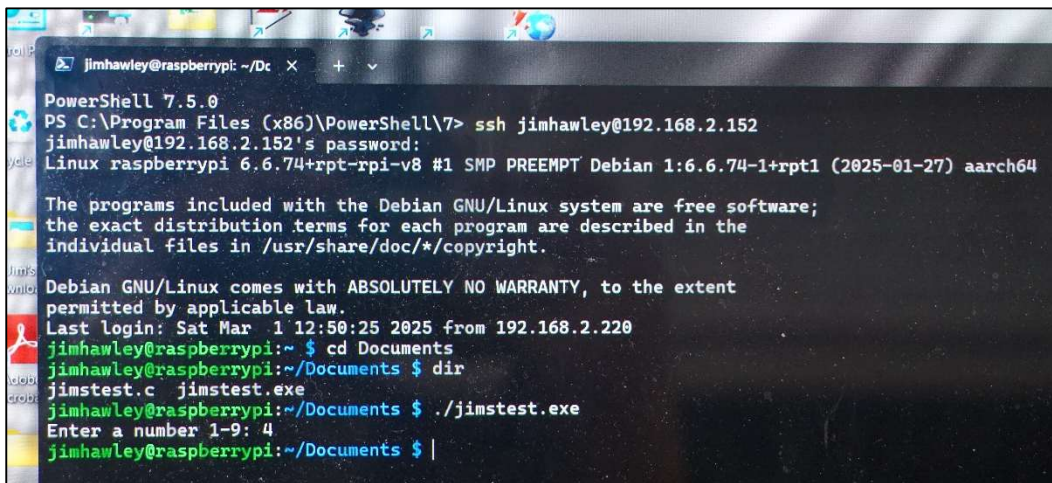 jimhawley@raspberrypi: ~/Dc
PowerShell 7.5.0
PS C:\Program Files (x86)\PowerShell\7> ssh jimhawley@192.168.2.152
jimhawley@192.168.2.152's password:
Linux raspberrypi 6.6.74+rpt-rpi-v8 #1 SMP PREEMPT Debian 1:6.6.74-1+rpt1 (2025-01-27) aarch64
The programs included with the Debian GNU/Linux system are free software;
the exact distribution terms for each program are described in the
individual files in /usr/share/doc/*/copyright.
Debian GNU/Linux comes with ABSOLUTELY NO WARRANTY, to the extent
permitted by applicable law.
Last login: Sat Mar  1 12:50:25 2025 from 192.168.2.220
jimhawley@raspberrypi:~ $ cd Documents
jimhawley@raspberrypi:~/Documents $ dir
jimstest.c  jimstest.exe
jimhawley@raspberrypi:~/Documents $ ./jimstest.exe
Enter a number 1-9: 4
jimhawley@raspberrypi:~/Documents $